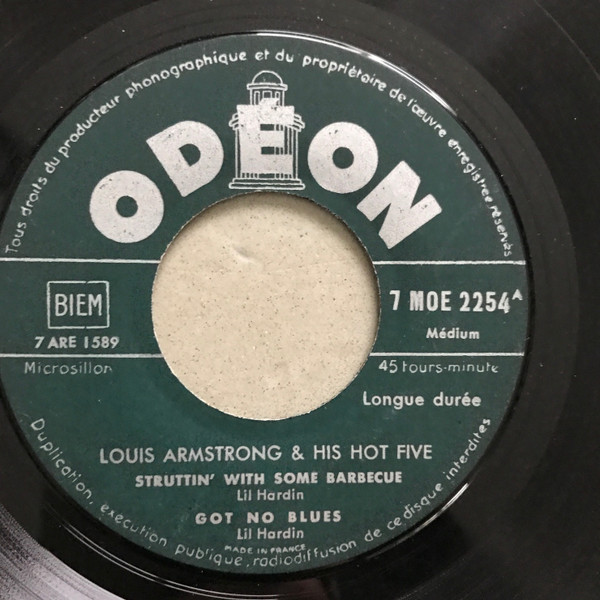 Tous droits du producteur phonographique et du propriétaire de l'œuvre enregistrée réservés
ODÉON
BIEM
7 ARE 1589
7 MOE 2254 A
Médium
Microsillon
45 tours-minute
Longue durée
LOUIS ARMSTRONG & HIS HOT FIVE
STRUTTIN' WITH SOME BARBECUE
Lil Hardin
GOT NO BLUES
Lil Hardin
MADE IN FRANCE
Duplication, exécution publique, radiodiffusion de ce disque interdites